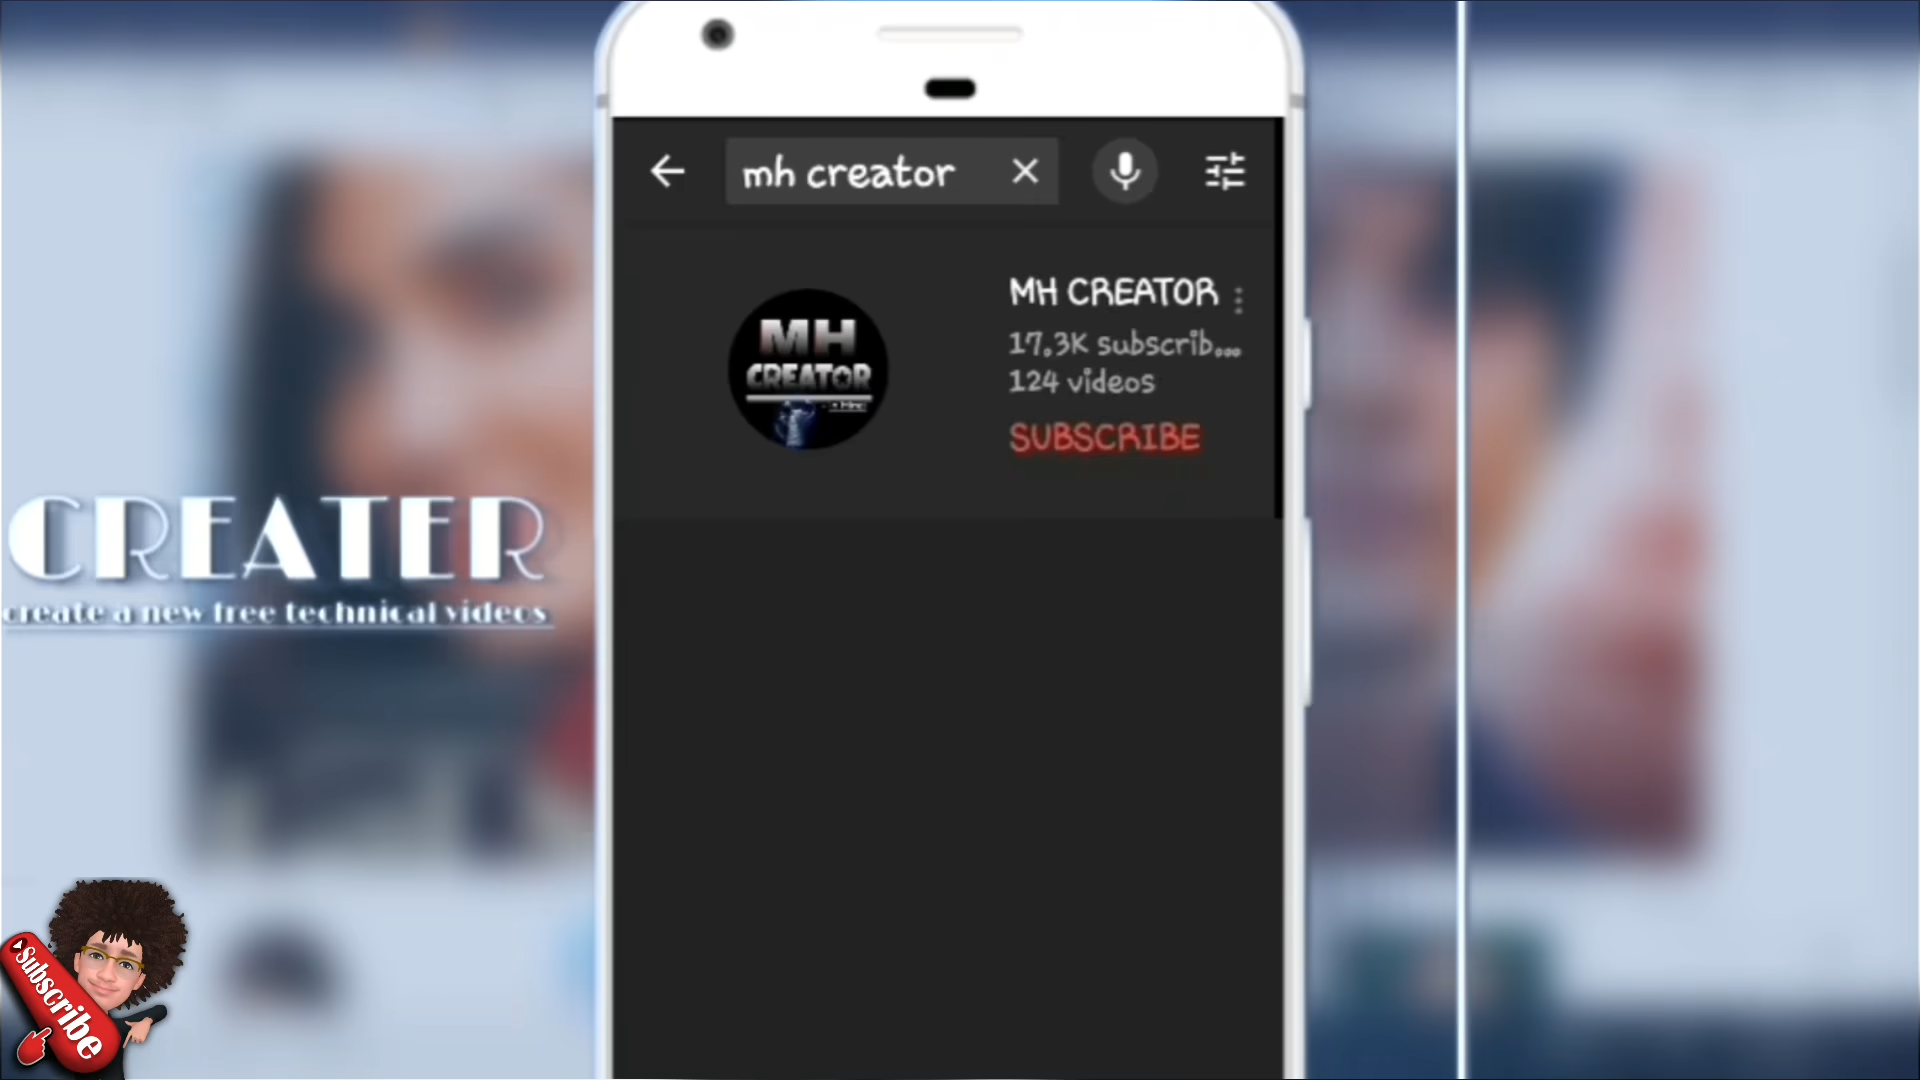 mh creator
MH CREATOR
17.3K subscrib...
124 videos
SUBSCRIBE
MH
CREATOR
CREATER
create a new free technical videos
Subscribe